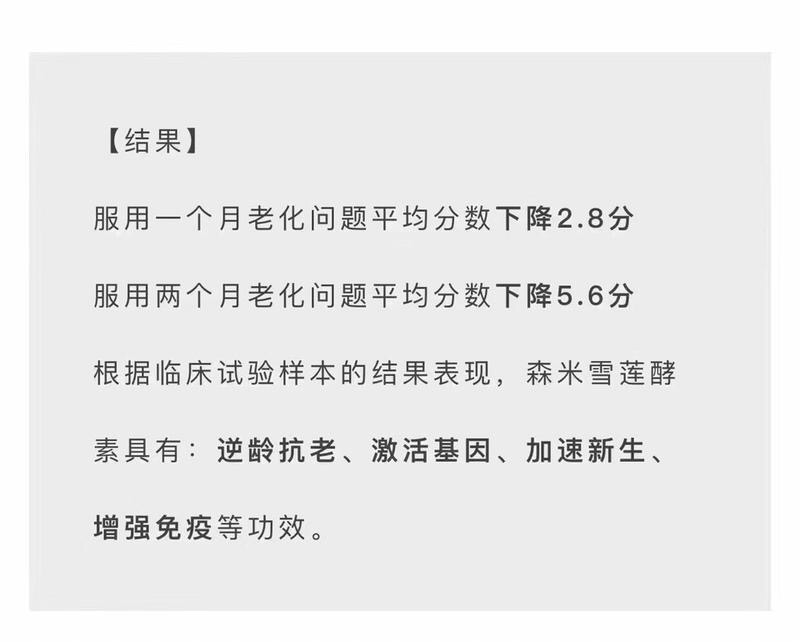 【结果】
服用一个月老化问题平均分数下降2.8分
服用两个月老化问题平均分数下降5.6分
根据临床试验样本的结果表现，森米雪莲酵
素具有：逆龄抗老、激活基因、加速新生、
增强免疫等功效。